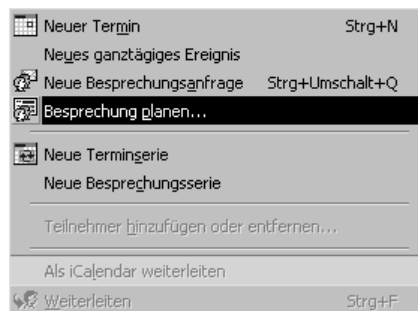 Neuer Termin Strg+N
Neues ganztägiges Ereignis
Neue Besprechungsanfrage Strg+Umschalt+Q
Besprechung planen...
Neue Terminserie
Neue Besprechungsserie
Teilnehmer hinzufügen oder entfernen...
Als iCalendar weiterleiten
Weiterleiten Strg+F